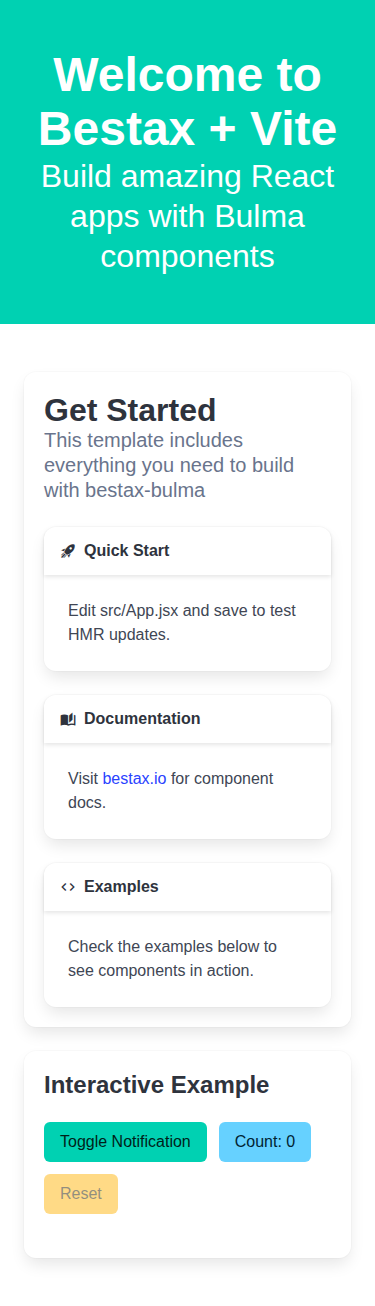 Welcome to
Bestax + Vite
Build amazing React
apps with Bulma
components
Get Started
This template includes
everything you need to build
with bestax-bulma
Quick Start
Edit src/App.jsx and save to test
HMR updates.
Documentation
Visit bestax.io for component
docs.
Examples
Check the examples below to
see components in action.
Interactive Example
Toggle Notification Count: 0
Reset